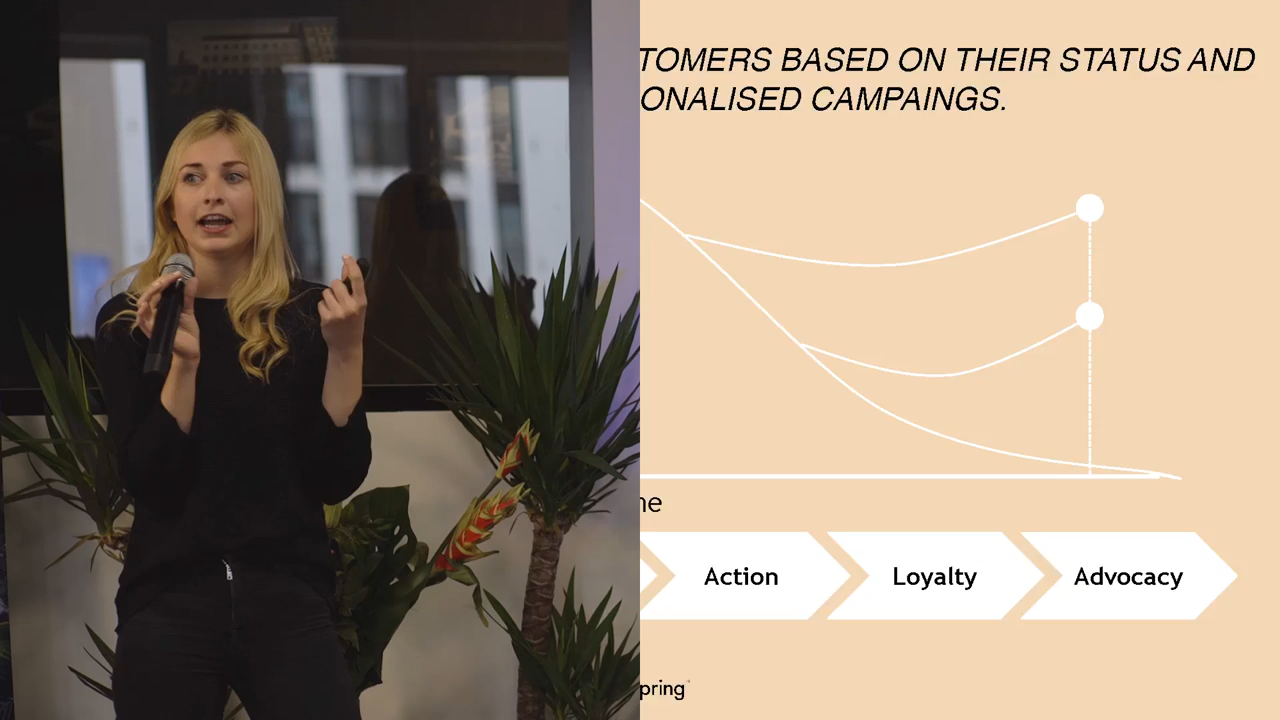 TOMERS BASED ON THEIR STATUS AND
ONALISED CAMPAINGS.
ne
Action
Loyalty
Advocacy
pring